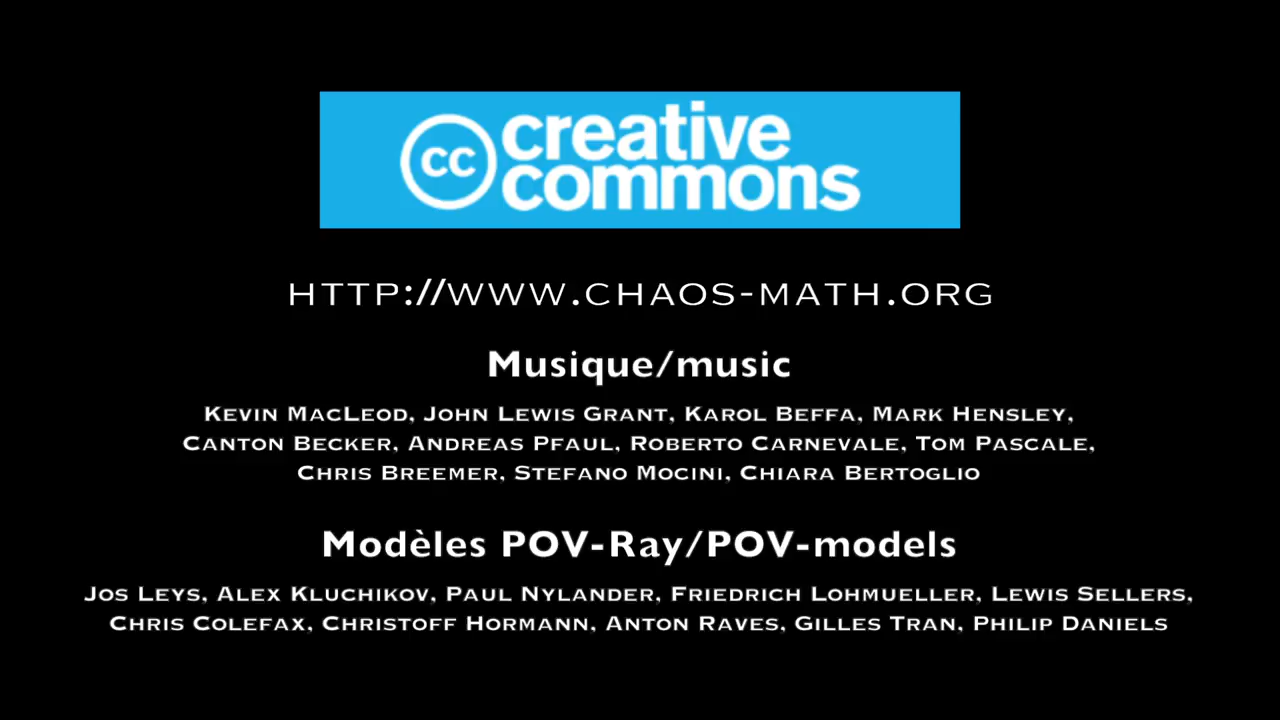 cc creative
commons
HTTP://WWW.CHAOS-MATH.ORG
Musique/music
KEVIN MACLEOD, JOHN LEWIS GRANT, KAROL BEFFA, MARK HENSLEY,
CANTON BECKER, ANDREAS PFAUL, ROBERTO CARNEVALE, TOM PASCALE,
CHRIS BREEMER, STEFANO MOCINI, CHIARA BERTOGLIO
Modèles POV-Ray/POV-models
JOS LEYS, ALEX KLUCHIKOV, PAUL NYLANDER, FRIEDRICH LOHMUELLER, LEWIS SELLERS,
CHRIS COLEFAX, CHRISTOFF HORMANN, ANTON RAVES, GILLES TRAN, PHILIP DANIELS